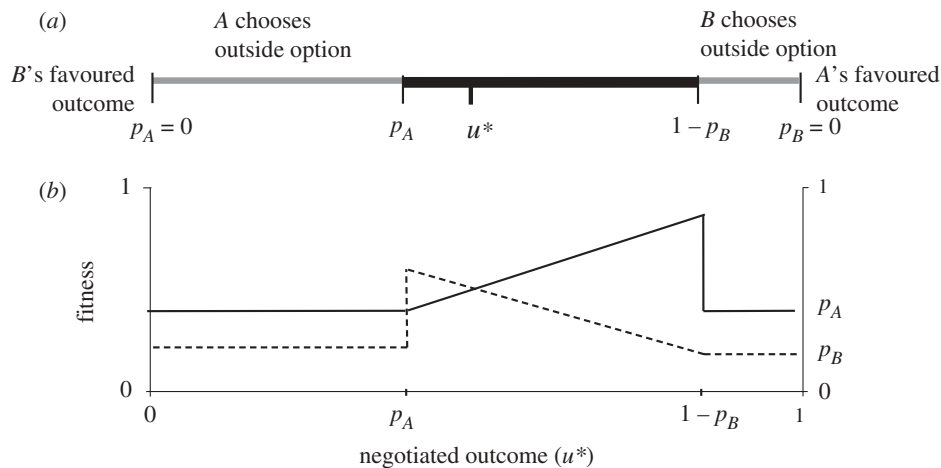 (a)
A chooses
outside option
B chooses
outside option
B's favoured
outcome
A's favoured
outcome
p_A = 0
p_A
u*
1 – p_B
p_B = 0
(b)
1
1
fitness
p_A
p_B
0
0
0
p_A
1 – p_B
1
negotiated outcome (u*)